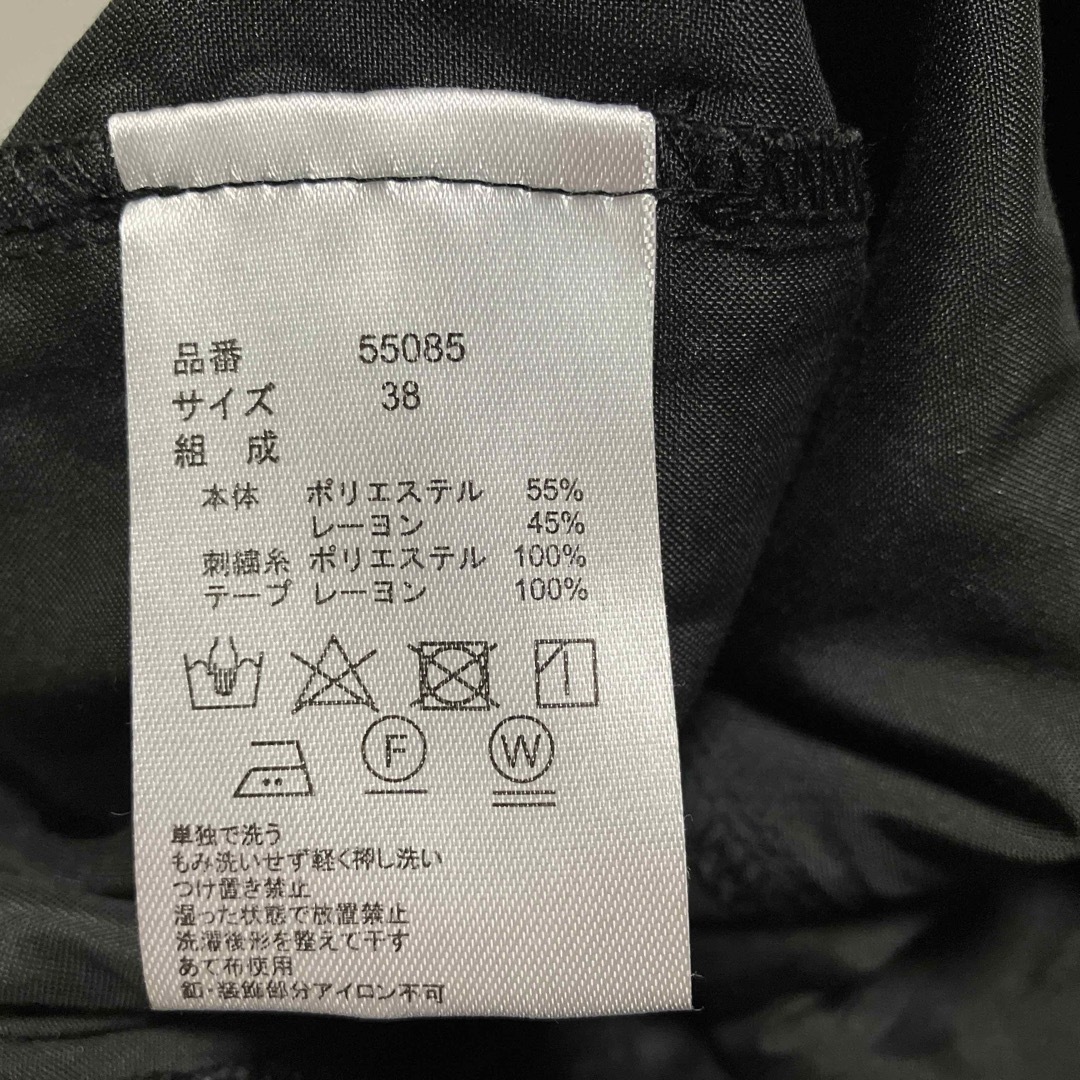 品番 55085
サイズ 38
組 成
本体 ポリエステル 55%
レーヨン 45%
刺繍糸 ポリエステル 100%
テープ レーヨン 100%
F
W
単独で洗う
もみ洗いせず軽く押し洗い
つけ置き禁止
湿った状態で放置禁止
洗濯後形を整えて干す
あて布使用
釦・装飾部分アイロン不可